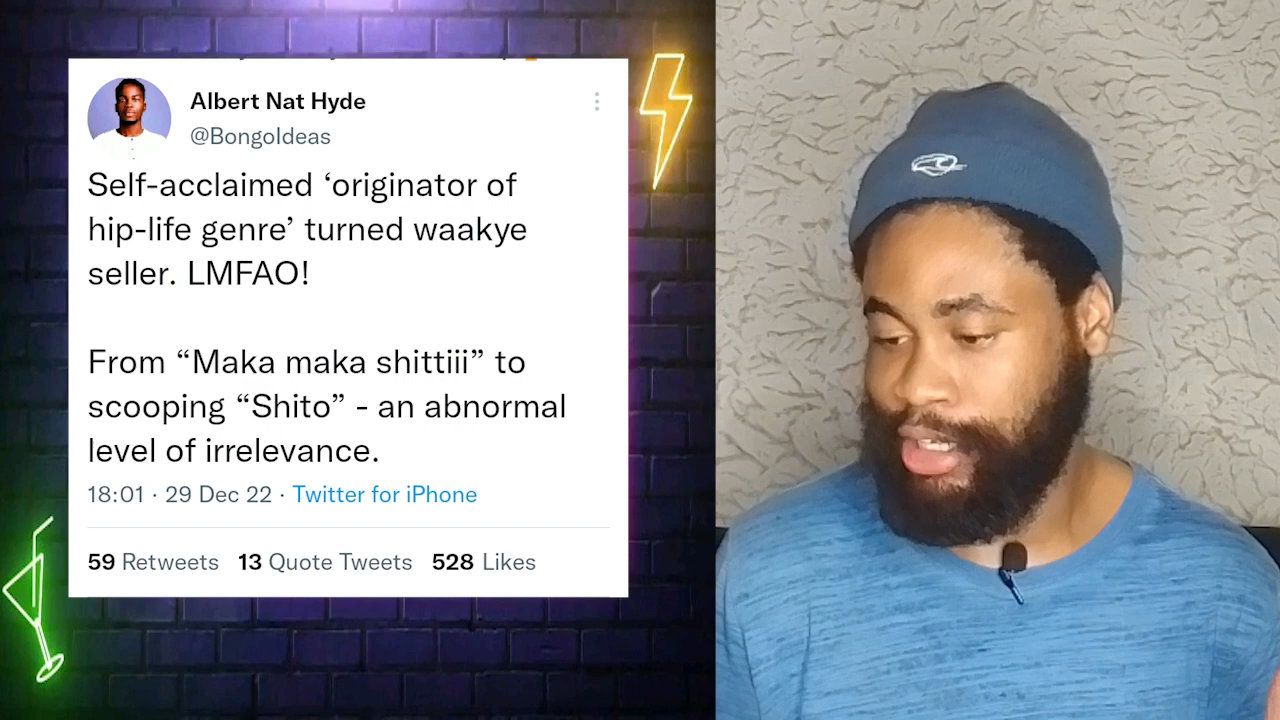 Albert Nat Hyde
@BongoIdeas
Self-acclaimed ‘originator of
hip-life genre’ turned waakye
seller. LMFAO!
From “Maka maka shittiii” to
scooping “Shito” - an abnormal
level of irrelevance.
18:01 · 29 Dec 22 · Twitter for iPhone
59 Retweets 13 Quote Tweets 528 Likes